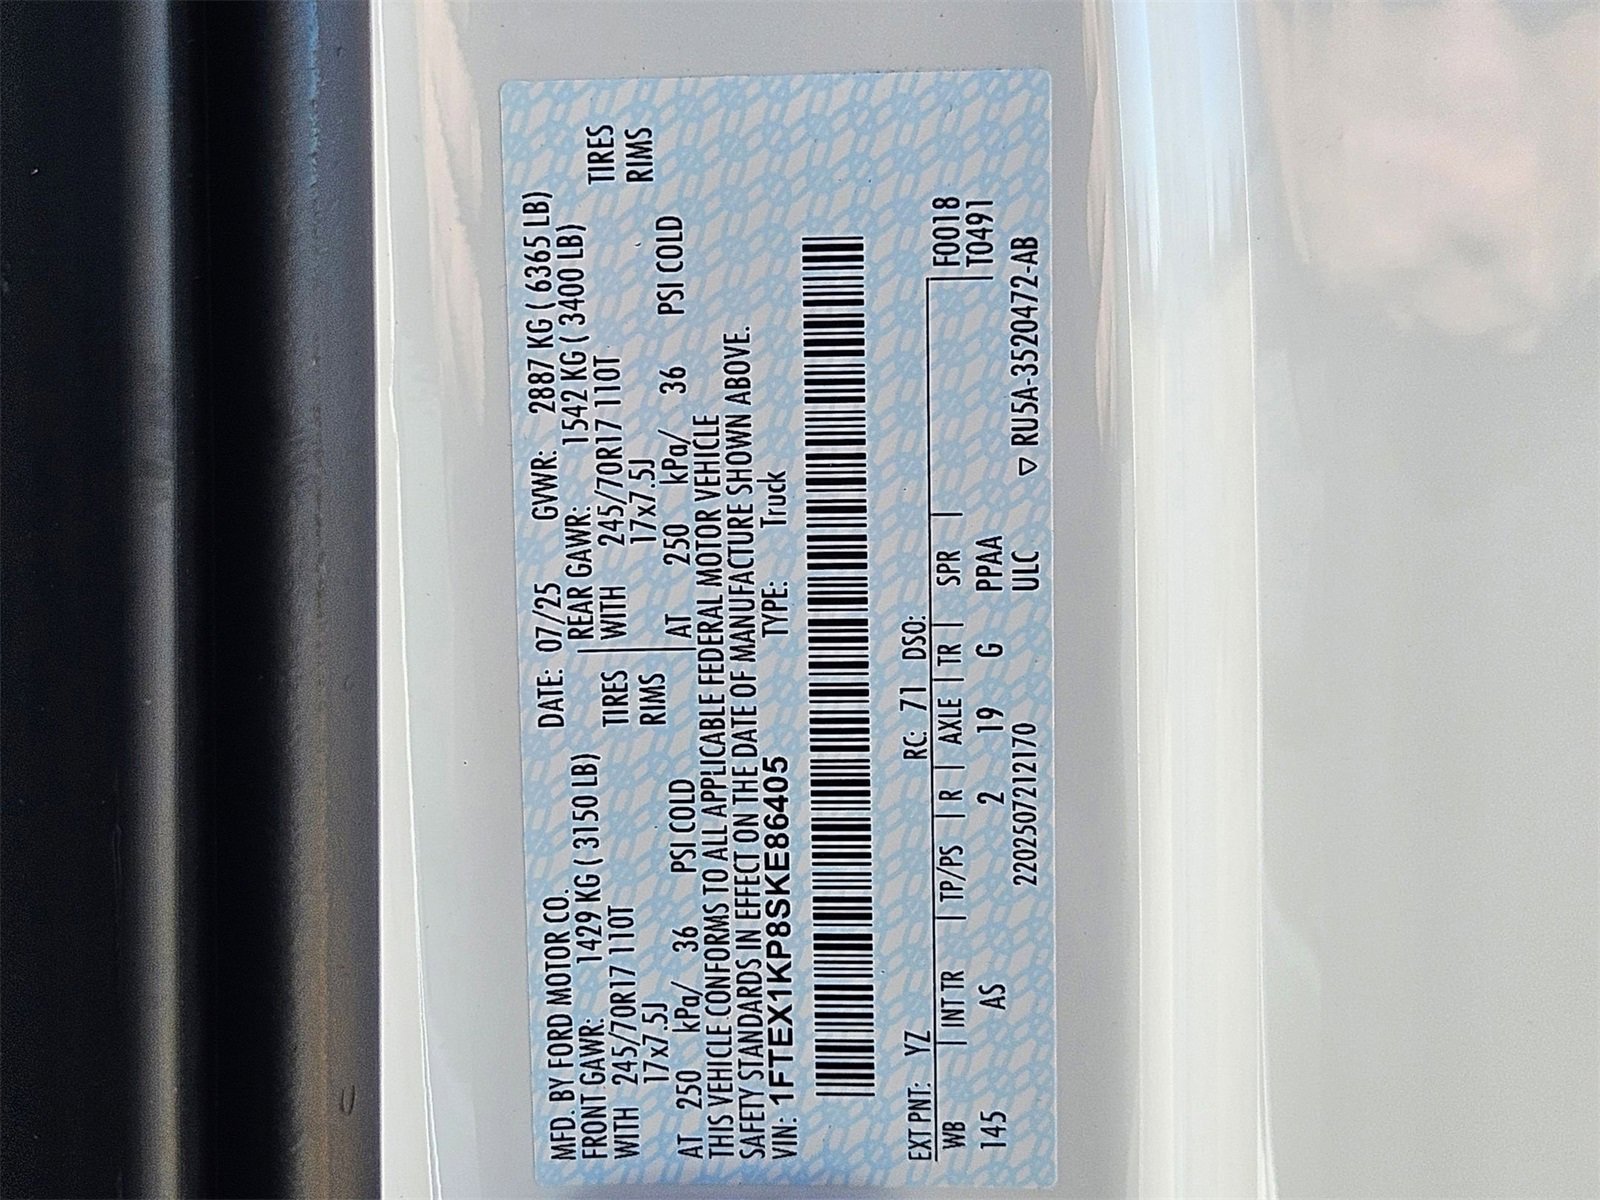 MFD. BY FORD MOTOR CO. DATE: 07/25 GVWR: 2887 KG ( 6365 LB)
FRONT GAWR: 1429 KG ( 3150 LB) REAR GAWR: 1542 KG ( 3400 LB)
WITH 245/70R17 110T TIRES WITH 245/70R17 110T TIRES
17x7.5J RIMS 17x7.5J RIMS
AT 250 kPa/ 36 PSI COLD AT 250 kPa/ 36 PSI COLD
THIS VEHICLE CONFORMS TO ALL APPLICABLE FEDERAL MOTOR VEHICLE
SAFETY STANDARDS IN EFFECT ON THE DATE OF MANUFACTURE SHOWN ABOVE.
VIN: 1FTEX1KP8SKE86405 TYPE: Truck
EXT PNT: YZ RC: 71 DSO:
WB | INT TR | TP/PS | R | AXLE | TR | SPR | F0018
145 AS 2 19 G PPAA T0491
2202507212170 ULC ▽ RU5A-3520472-AB